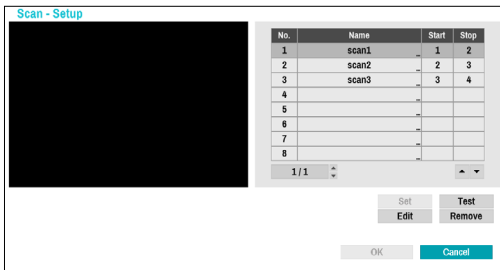 Scan - Setup
No. Name Start Stop
1 scan1 ... 1 2
2 scan2 ... 2 3
3 scan3 ... 3 4
4 ...
5 ...
6 ...
7 ...
8 ...
1 / 1
Set Test
Edit Remove
OK Cancel